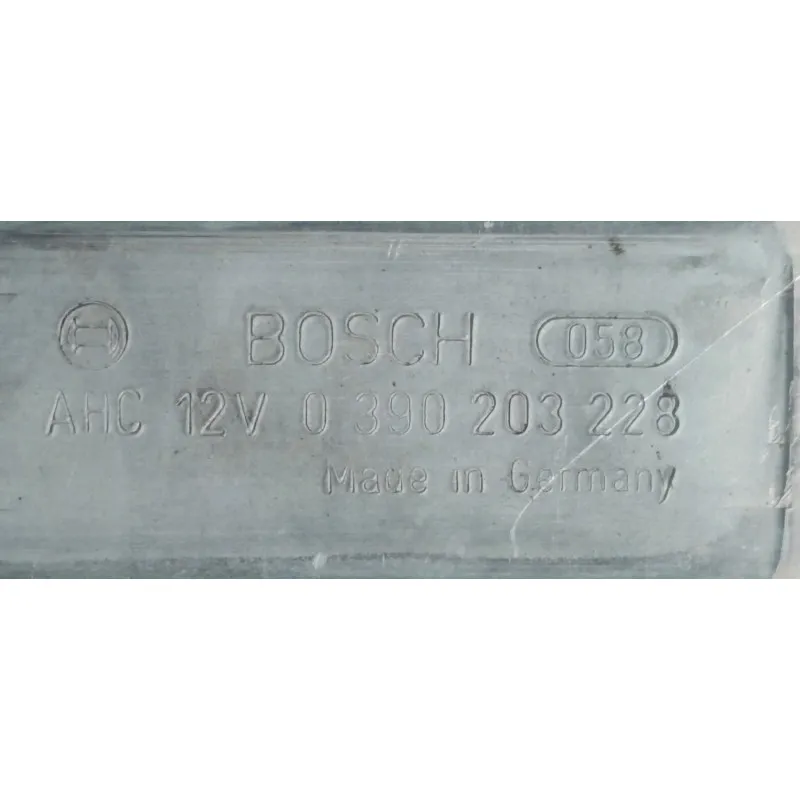 BOSCH 058
AHC 12V 0 390 203 228
Made in Germany